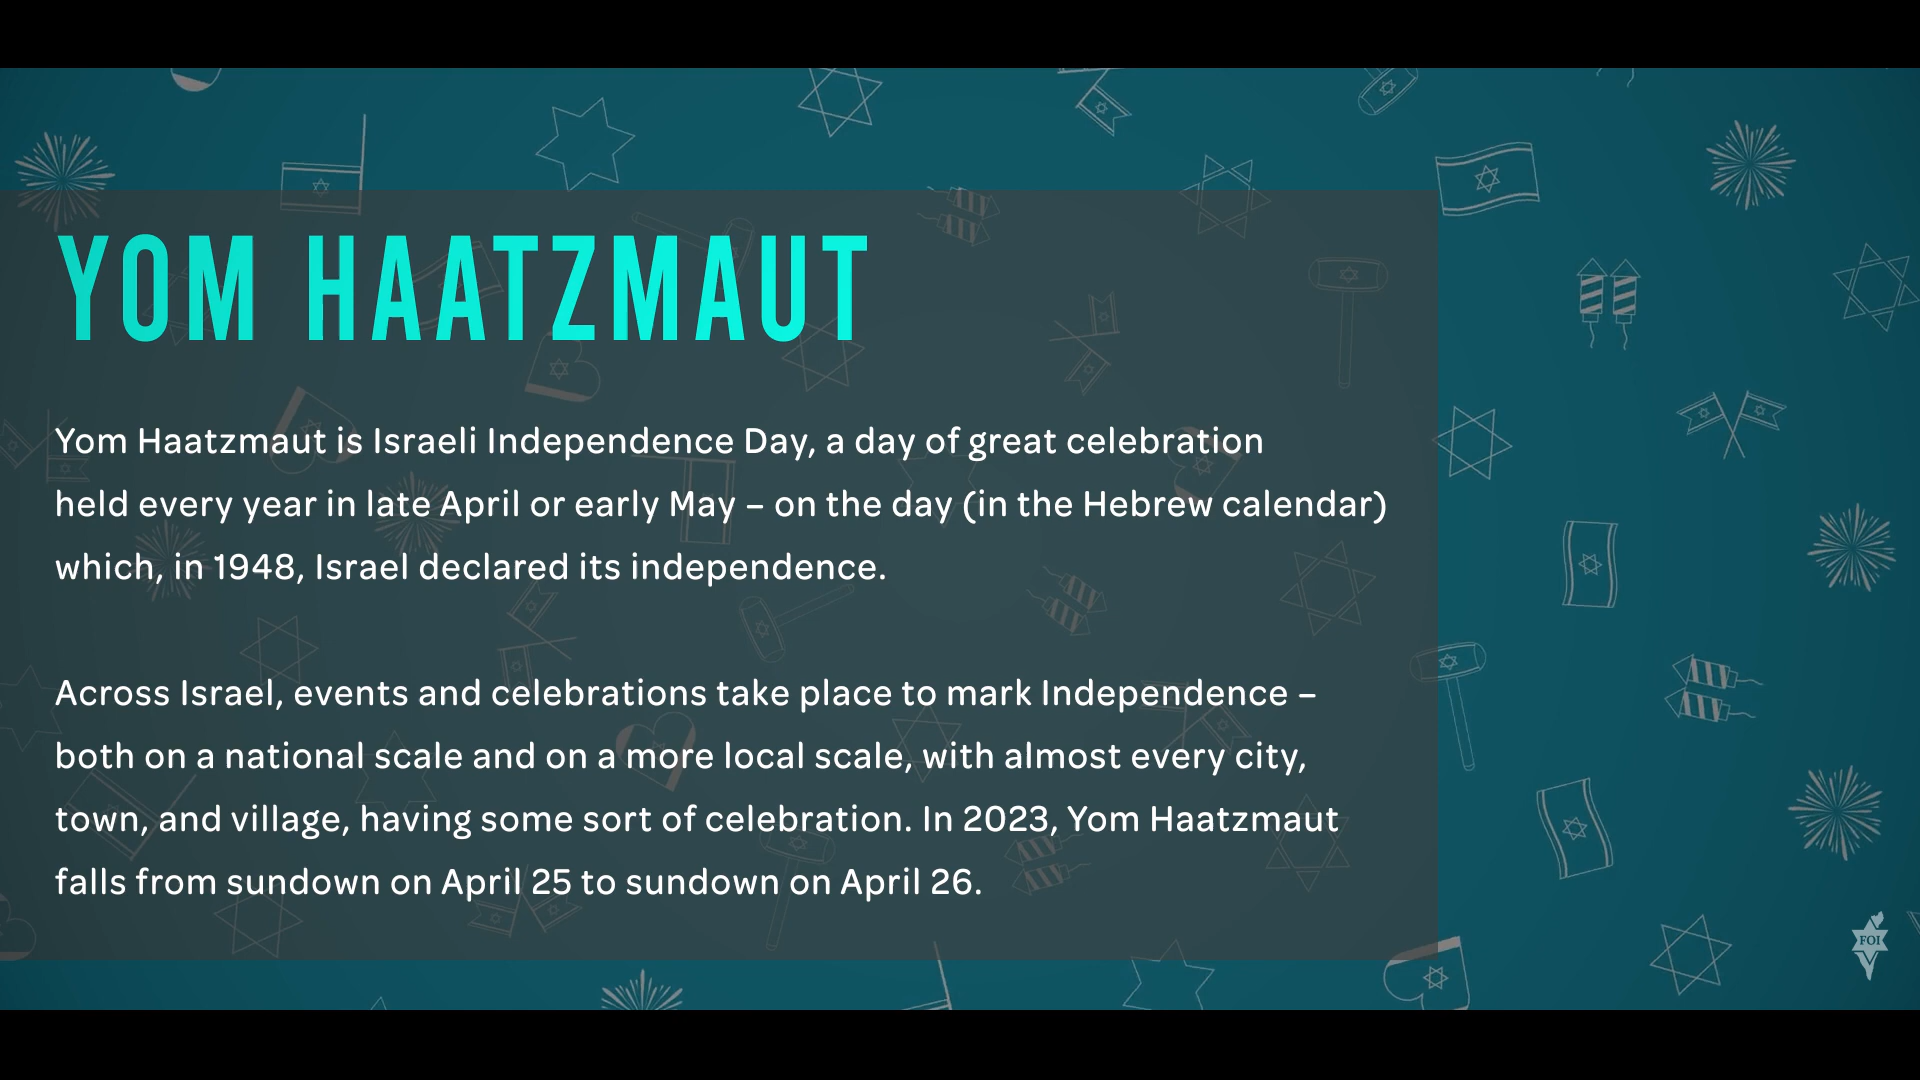 YOM HAATZMAUT
Yom Haatzmaut is Israeli Independence Day, a day of great celebration
held every year in late April or early May – on the day (in the Hebrew calendar)
which, in 1948, Israel declared its independence.
Across Israel, events and celebrations take place to mark Independence –
both on a national scale and on a more local scale, with almost every city,
town, and village, having some sort of celebration. In 2023, Yom Haatzmaut
falls from sundown on April 25 to sundown on April 26.
FOI